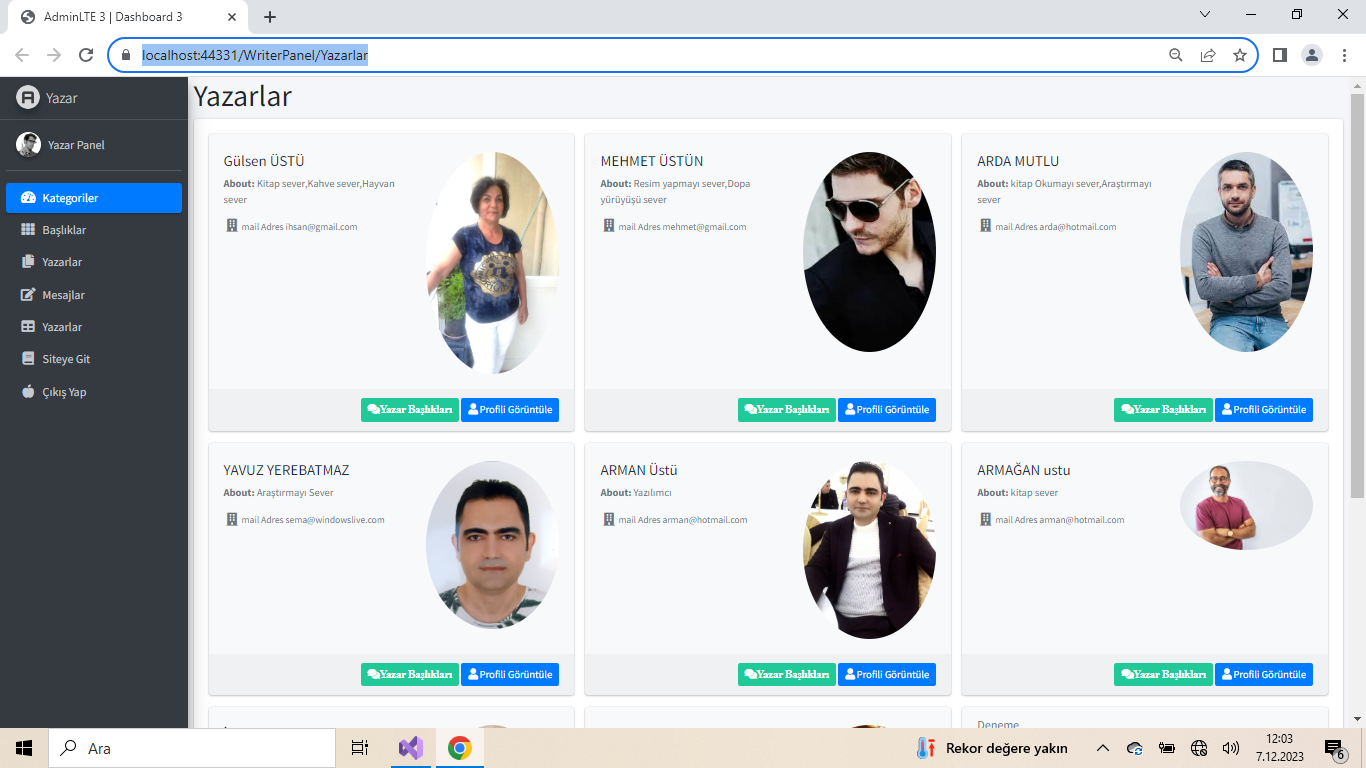 AdminLTE 3 | Dashboard 3
localhost:44331/WriterPanel/Yazarlar
Yazar
Yazar Panel
Kategoriler
Başlıklar
Yazarlar
Mesajlar
Yazarlar
Siteye Git
Çıkış Yap
Yazarlar
Gülsen ÜSTÜ
About: Kitap sever,Kahve sever,Hayvan
sever
mail Adres ihsan@gmail.com
Yazar Başlıkları
Profili Görüntüle
MEHMET ÜSTÜN
About: Resim yapmayı sever,Dopa
yürüyüşü sever
mail Adres mehmet@gmail.com
Yazar Başlıkları
Profili Görüntüle
ARDA MUTLU
About: kitap Okumayı sever,Araştırmayı
sever
mail Adres arda@hotmail.com
Yazar Başlıkları
Profili Görüntüle
YAVUZ YEREBATMAZ
About: Araştırmayı Sever
mail Adres sema@windowslive.com
Yazar Başlıkları
Profili Görüntüle
ARMAN Üstü
About: Yazılımcı
mail Adres arman@hotmail.com
Yazar Başlıkları
Profili Görüntüle
ARMAĞAN ustu
About: kitap sever
mail Adres arman@hotmail.com
Yazar Başlıkları
Profili Görüntüle
Deneme
Ara
Rekor değere yakın
12:03
7.12.2023
6